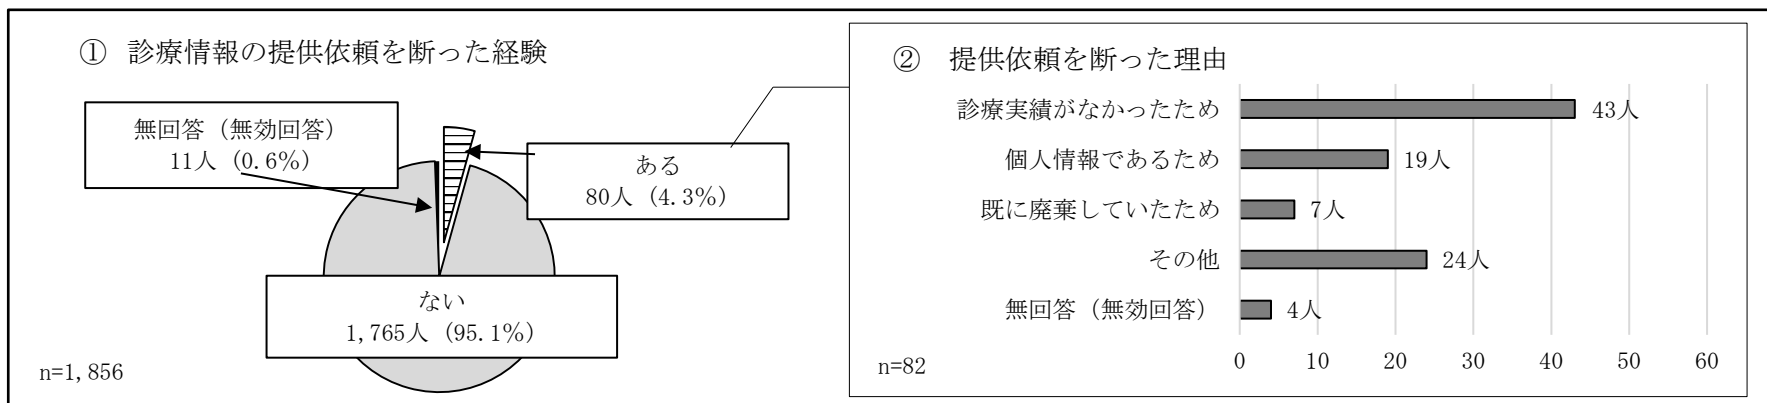 ① 診療情報の提供依頼を断った経験
無回答（無効回答）
11人（0.6%）
ある
80人（4.3%）
ない
1,765人（95.1%）
n=1,856
② 提供依頼を断った理由
診療実績がなかったため
43人
個人情報であるため
19人
既に廃棄していたため
7人
その他
24人
無回答（無効回答）
4人
0 10 20 30 40 50 60
n=82